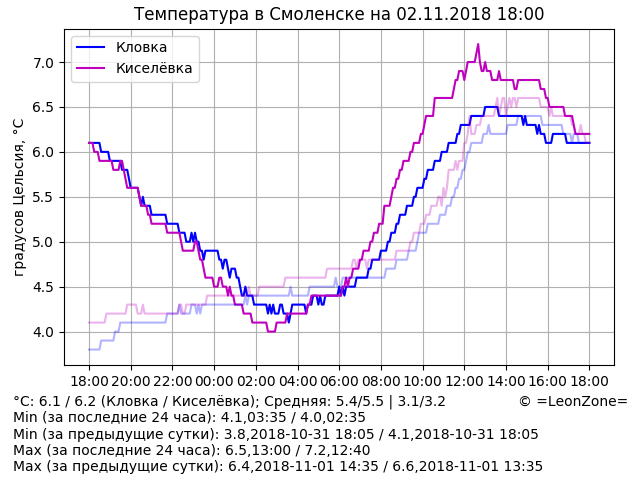 Температура в Смоленске на 02.11.2018 18:00
Кловка
Киселёвка
градусов Цельсия, °C
7.0
6.5
6.0
5.5
5.0
4.5
4.0
18:00 20:00 22:00 00:00 02:00 04:00 06:00 08:00 10:00 12:00 14:00 16:00 18:00
°C: 6.1 / 6.2 (Кловка / Киселёвка); Средняя: 5.4/5.5 | 3.1/3.2 © =LeonZone=
Min (за последние 24 часа): 4.1,03:35 / 4.0,02:35
Min (за предыдущие сутки): 3.8,2018-10-31 18:05 / 4.1,2018-10-31 18:05
Max (за последние 24 часа): 6.5,13:00 / 7.2,12:40
Max (за предыдущие сутки): 6.4,2018-11-01 14:35 / 6.6,2018-11-01 13:35